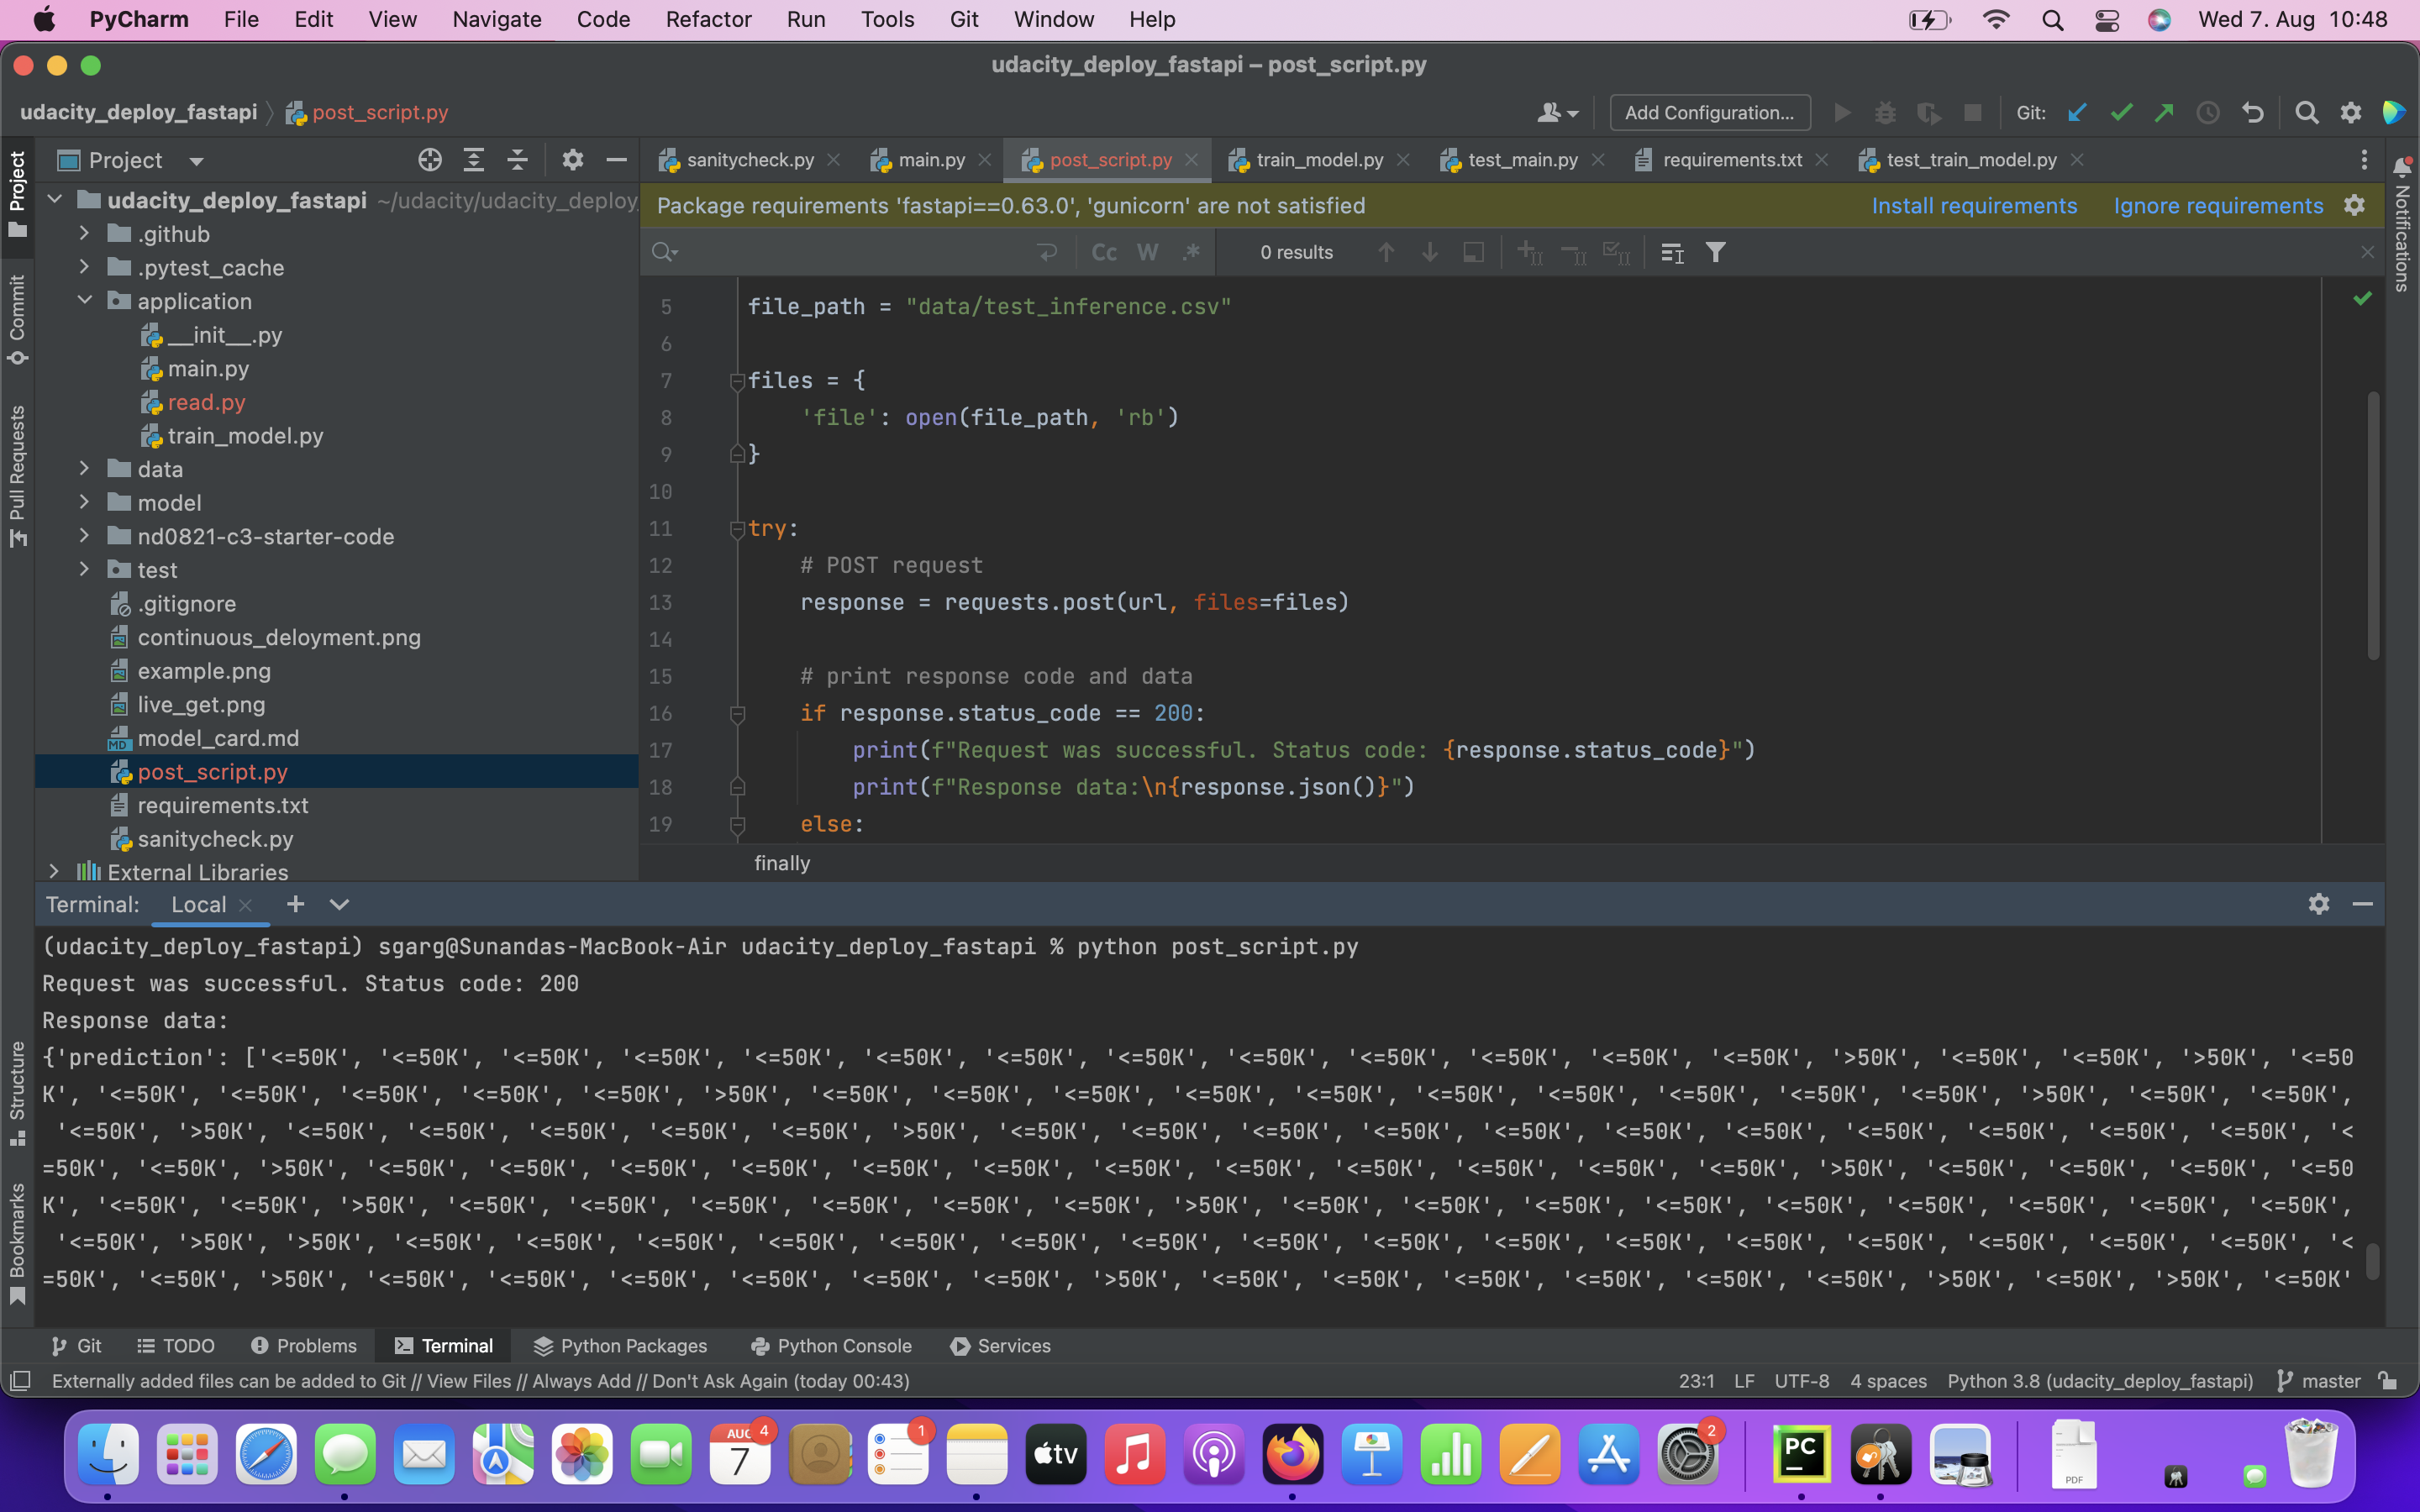 PyCharm File Edit View Navigate Code Refactor Run Tools Git Window Help Wed 7. Aug 10:48
udacity_deploy_fastapi – post_script.py
udacity_deploy_fastapi post_script.py Add Configuration... Git:
Project
sanitycheck.py main.py post_script.py train_model.py test_main.py requirements.txt test_train_model.py
Package requirements 'fastapi==0.63.0', 'gunicorn' are not satisfied Install requirements Ignore requirements
Cc W .* 0 results
udacity_deploy_fastapi ~/udacity/udacity_deploy_
.github
.pytest_cache
application
__init__.py
main.py
read.py
train_model.py
data
model
nd0821-c3-starter-code
test
.gitignore
continuous_deloyment.png
example.png
live_get.png
model_card.md
post_script.py
requirements.txt
sanitycheck.py
External Libraries
5 file_path = "data/test_inference.csv"
6
7 files = {
8 'file': open(file_path, 'rb')
9 }
10
11 try:
12 # POST request
13 response = requests.post(url, files=files)
14
15 # print response code and data
16 if response.status_code == 200:
17 print(f"Request was successful. Status code: {response.status_code}")
18 print(f"Response data:\n{response.json()}")
19 else:
finally
Project
Commit
Pull Requests
Structure
Bookmarks
Notifications
Terminal: Local
(udacity_deploy_fastapi) sgarg@Sunandas-MacBook-Air udacity_deploy_fastapi % python post_script.py
Request was successful. Status code: 200
Response data:
{'prediction': ['<=50K', '<=50K', '<=50K', '<=50K', '<=50K', '<=50K', '<=50K', '<=50K', '<=50K', '<=50K', '<=50K', '<=50K', '<=50K', '>50K', '<=50K', '<=50K', '>50K', '<=50
K', '<=50K', '<=50K', '<=50K', '<=50K', '<=50K', '>50K', '<=50K', '<=50K', '<=50K', '<=50K', '<=50K', '<=50K', '<=50K', '<=50K', '<=50K', '<=50K', '>50K', '<=50K', '<=50K',
'<=50K', '>50K', '<=50K', '<=50K', '<=50K', '<=50K', '<=50K', '>50K', '<=50K', '<=50K', '<=50K', '<=50K', '<=50K', '<=50K', '<=50K', '<=50K', '<=50K', '<=50K', '<=50K', '<
=50K', '<=50K', '>50K', '<=50K', '<=50K', '<=50K', '<=50K', '<=50K', '<=50K', '<=50K', '<=50K', '<=50K', '<=50K', '<=50K', '<=50K', '>50K', '<=50K', '<=50K', '<=50K', '<=50
K', '<=50K', '<=50K', '>50K', '<=50K', '<=50K', '<=50K', '<=50K', '<=50K', '<=50K', '>50K', '<=50K', '<=50K', '<=50K', '<=50K', '<=50K', '<=50K', '<=50K', '<=50K', '<=50K',
'<=50K', '>50K', '>50K', '<=50K', '<=50K', '<=50K', '<=50K', '<=50K', '<=50K', '<=50K', '<=50K', '<=50K', '<=50K', '<=50K', '<=50K', '<=50K', '<=50K', '<=50K', '<=50K', '<
=50K', '<=50K', '>50K', '<=50K', '<=50K', '<=50K', '<=50K', '<=50K', '<=50K', '>50K', '<=50K', '<=50K', '<=50K', '<=50K', '<=50K', '<=50K', '>50K', '<=50K', '>50K', '<=50K'
Git TODO Problems Terminal Python Packages Python Console Services
Externally added files can be added to Git // View Files // Always Add // Don't Ask Again (today 00:43) 23:1 LF UTF-8 4 spaces Python 3.8 (udacity_deploy_fastapi) master
AUG 7 4 1 tv 2 PC PDF